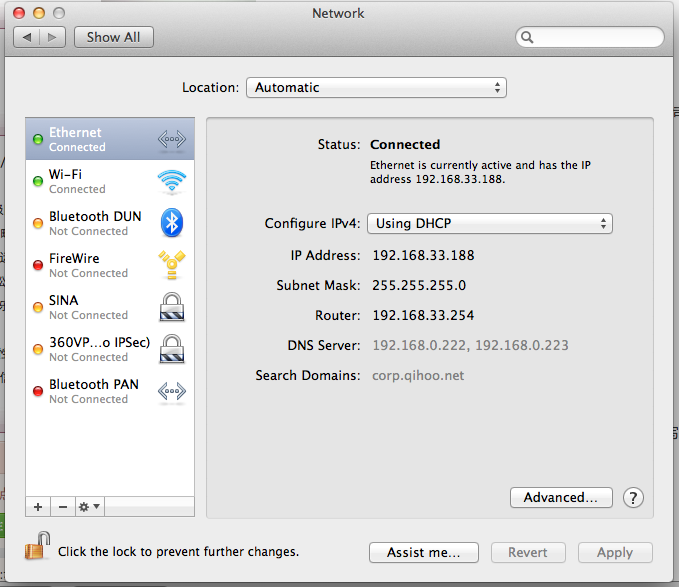 Network
Show All
Location: Automatic
Ethernet
Connected
Wi-Fi
Connected
Bluetooth DUN
Not Connected
FireWire
Not Connected
SINA
Not Connected
360VP...o IPSec)
Not Connected
Bluetooth PAN
Not Connected
Status: Connected
Ethernet is currently active and has the IP
address 192.168.33.188.
Configure IPv4: Using DHCP
IP Address: 192.168.33.188
Subnet Mask: 255.255.255.0
Router: 192.168.33.254
DNS Server: 192.168.0.222, 192.168.0.223
Search Domains: corp.qihoo.net
Advanced... ?
Click the lock to prevent further changes.
Assist me... Revert Apply